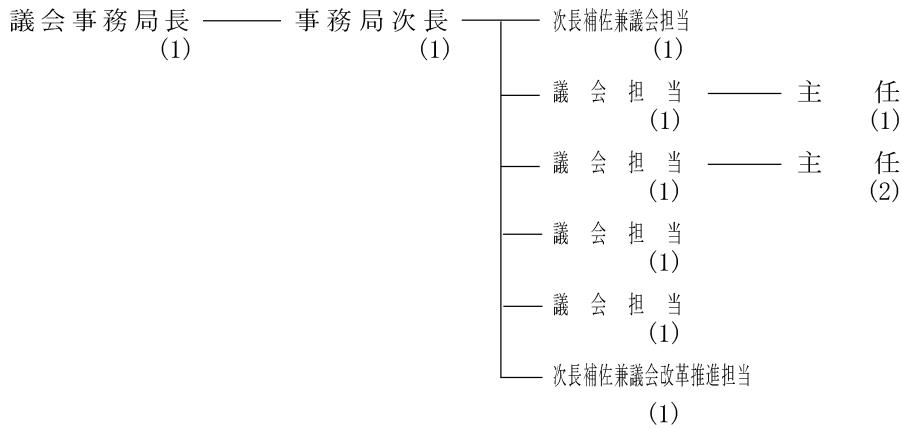 議会事務局長 事務局次長 次長補佐兼議会担当
(1) (1) (1)
議会担当 主任
(1) (1)
議会担当 主任
(1) (2)
議会担当
(1)
議会担当
(1)
次長補佐兼議会改革推進担当
(1)